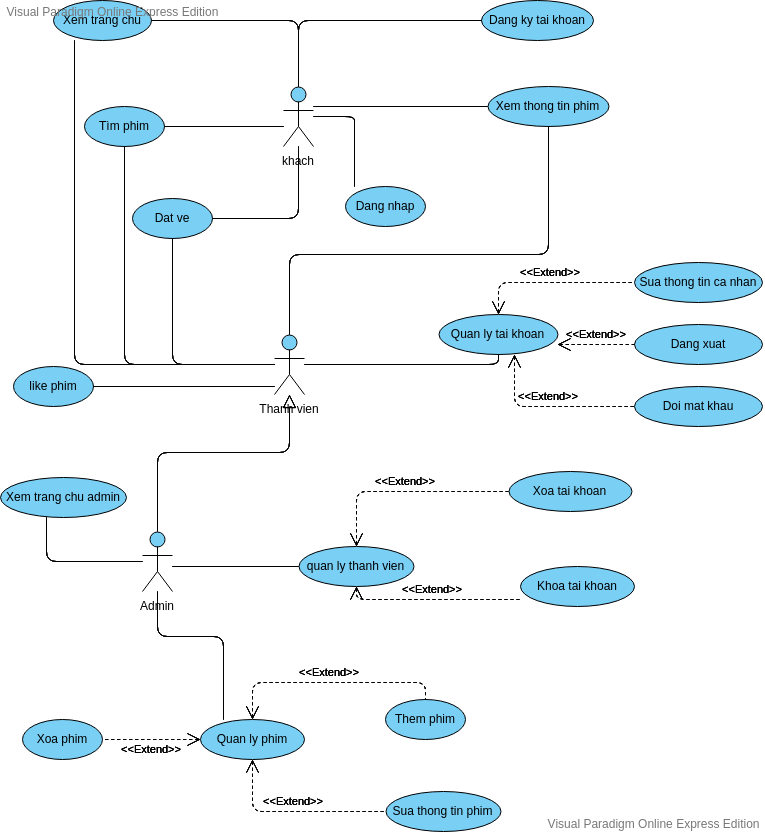 Visual Paradigm Online Express Edition
Xem trang chu
Dang ky tai khoan
Xem thong tin phim
Tim phim
khach
Dang nhap
Dat ve
<<Extend>>
Sua thong tin ca nhan
Quan ly tai khoan
<<Extend>>
Dang xuat
like phim
<<Extend>>
Doi mat khau
Thanh vien
<<Extend>>
Xoa tai khoan
Xem trang chu admin
quan ly thanh vien
<<Extend>>
Khoa tai khoan
Admin
<<Extend>>
Them phim
Xoa phim
<<Extend>>
Quan ly phim
<<Extend>>
Sua thong tin phim
Visual Paradigm Online Express Edition